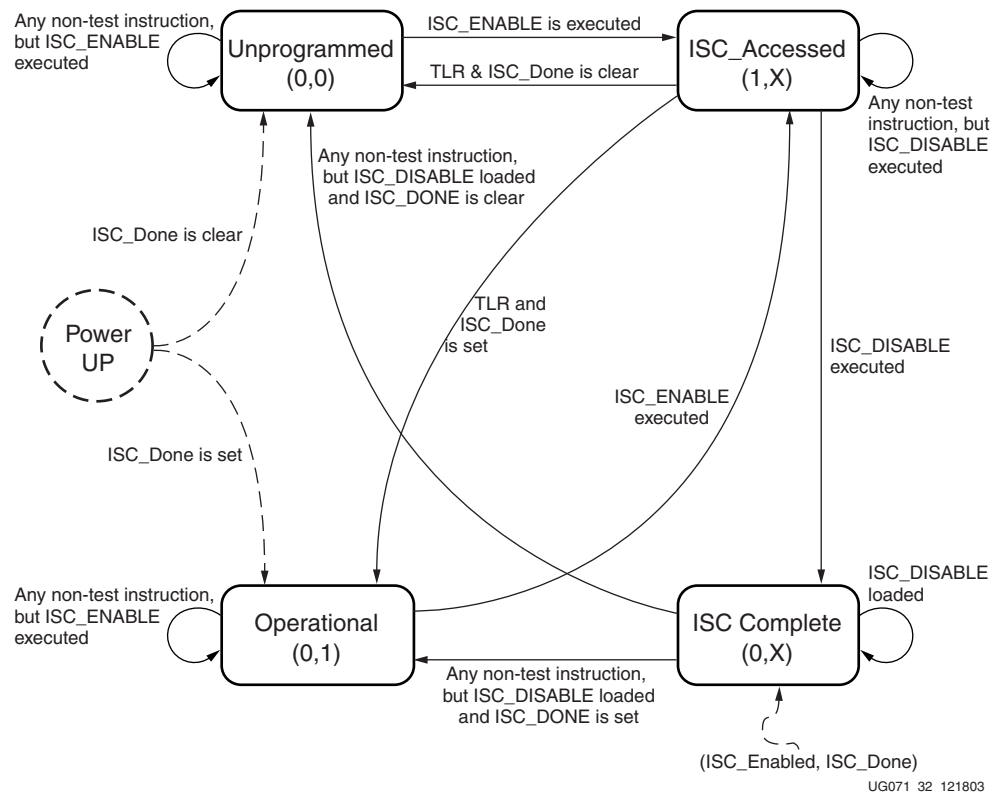 Any non-test instruction,
but ISC_ENABLE
executed
Unprogrammed
(0,0)
ISC_ENABLE is executed
TLR & ISC_Done is clear
ISC_Accessed
(1,X)
Any non-test
instruction, but
ISC_DISABLE
executed
Any non-test instruction,
but ISC_DISABLE loaded
and ISC_DONE is clear
ISC_Done is clear
Power
UP
TLR and
ISC_Done
is set
ISC_DISABLE
executed
ISC_ENABLE
executed
ISC_Done is set
Any non-test instruction,
but ISC_ENABLE
executed
Operational
(0,1)
ISC Complete
(0,X)
ISC_DISABLE
loaded
Any non-test instruction,
but ISC_DISABLE loaded
and ISC_DONE is set
(ISC_Enabled, ISC_Done)
UG071_32_121803